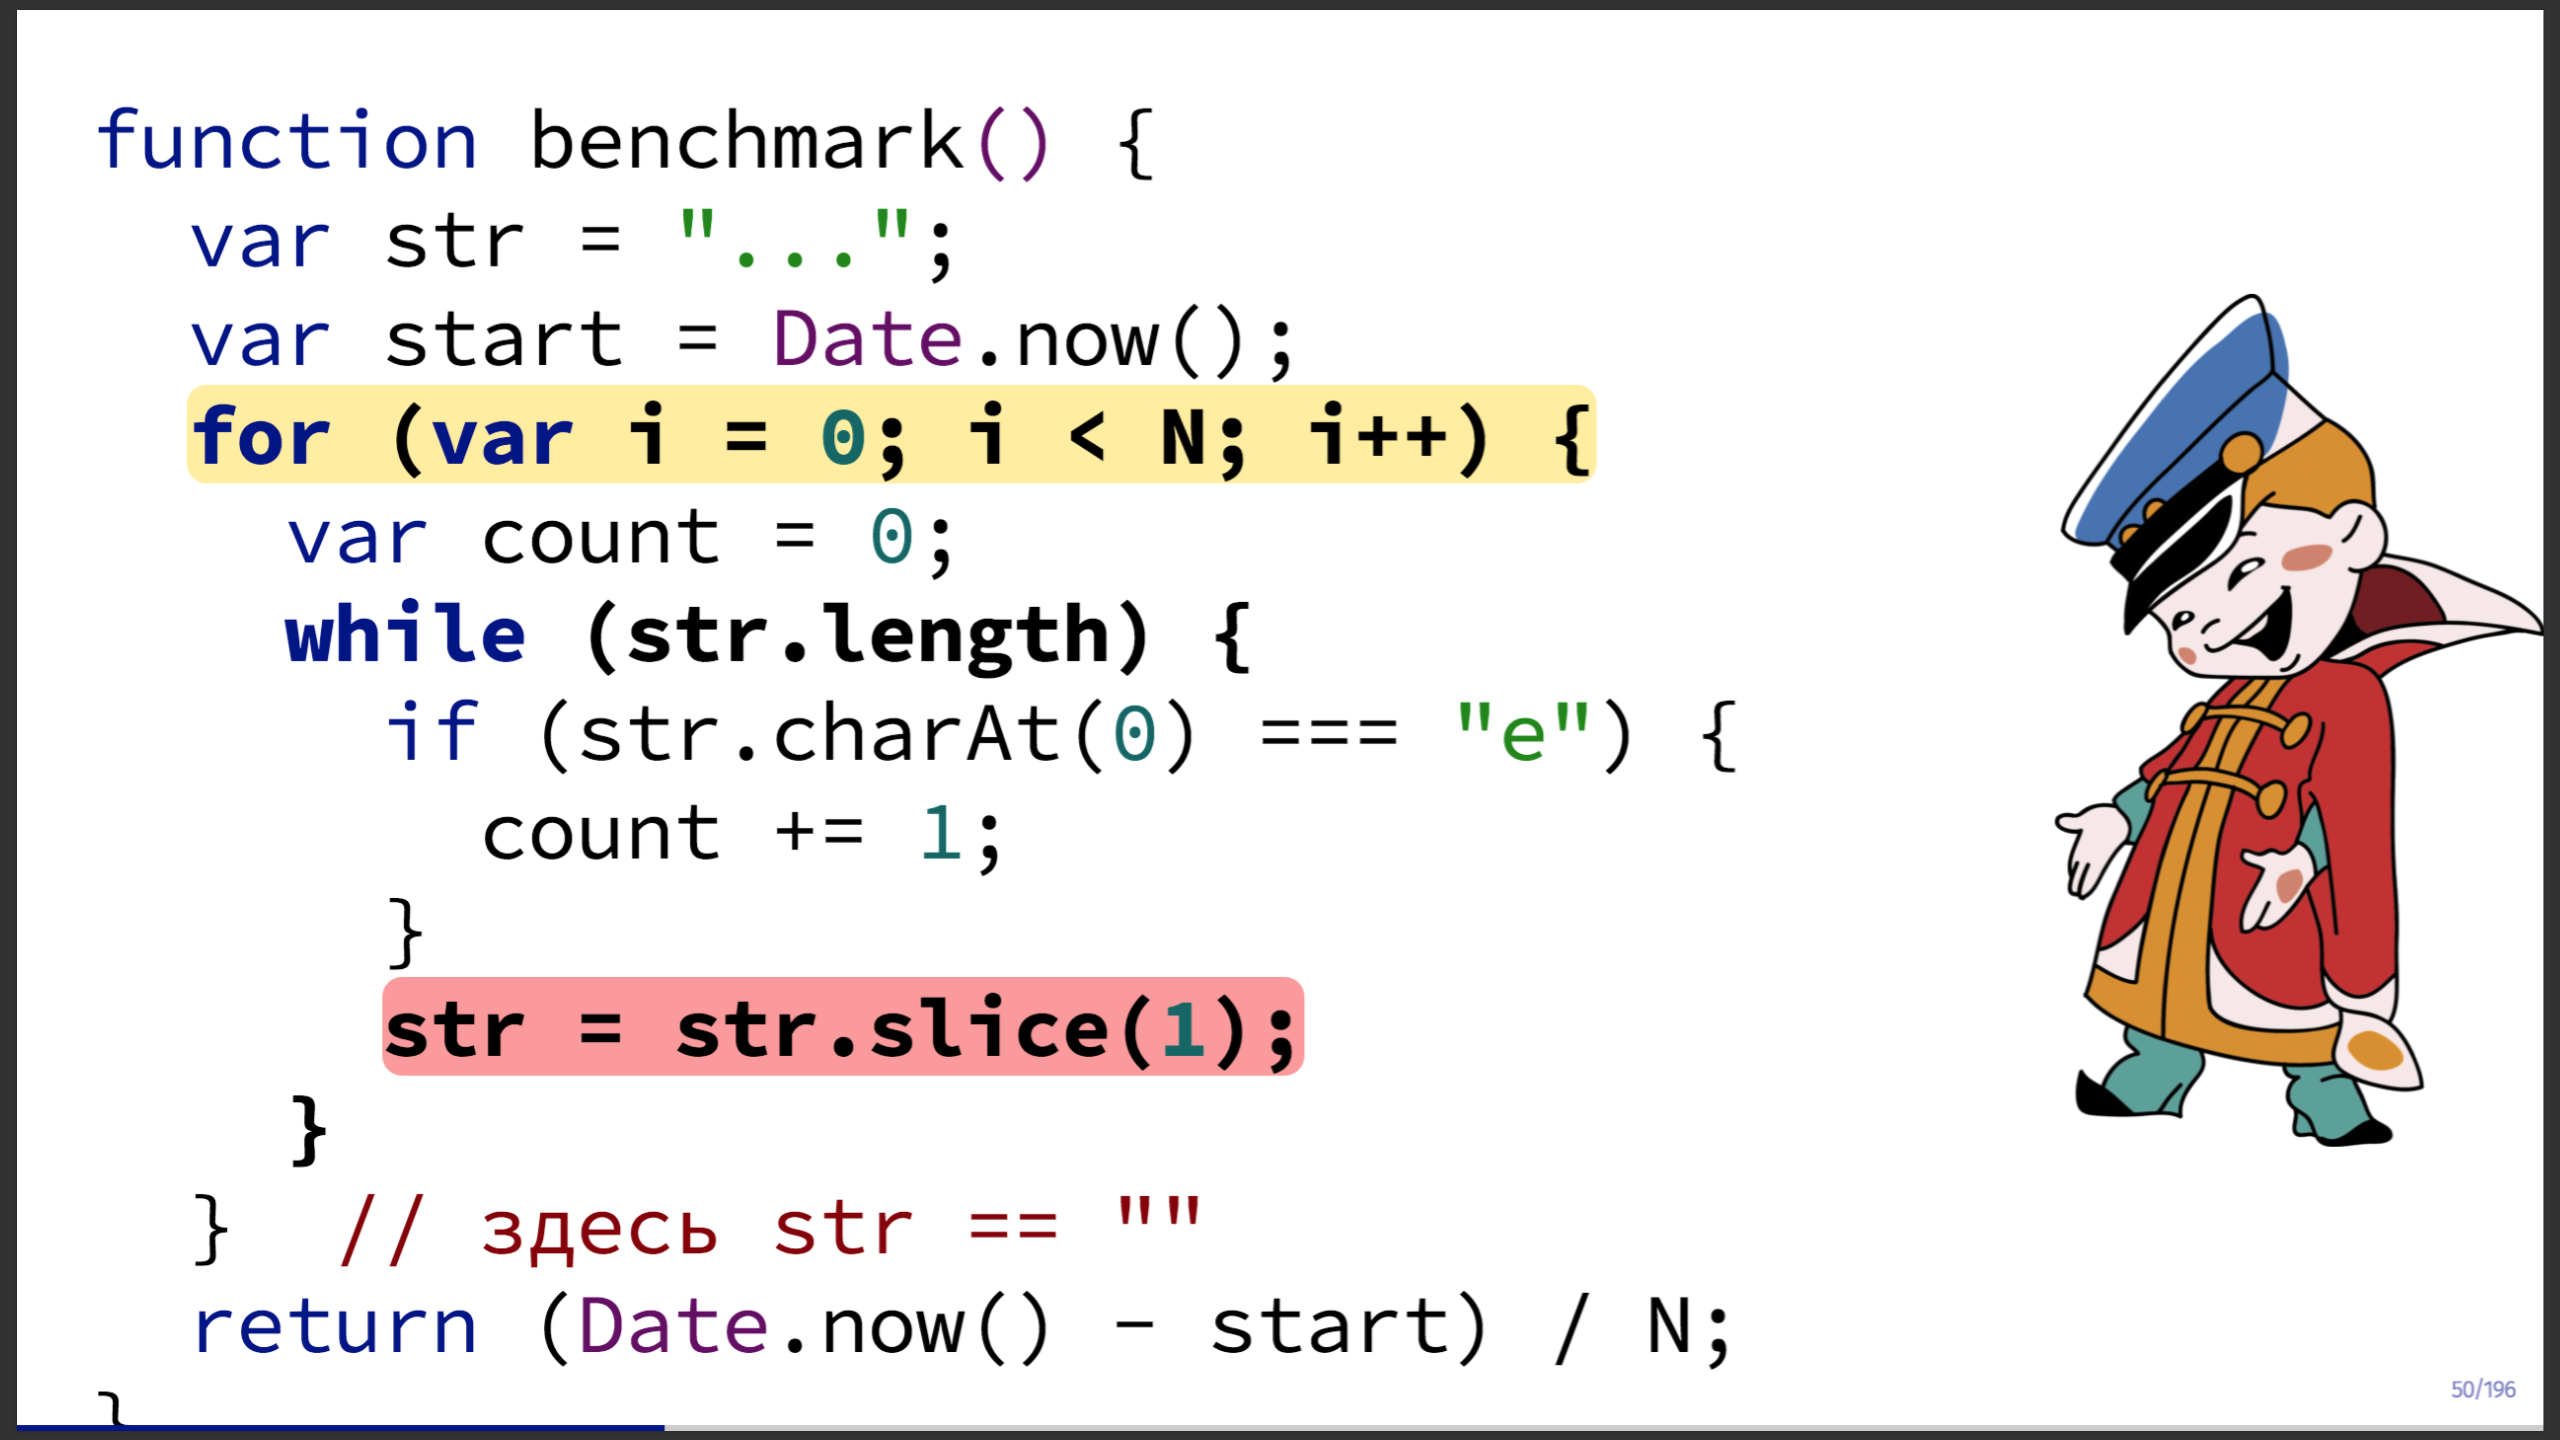 function benchmark() {
  var str = "...";
  var start = Date.now();
  for (var i = 0; i < N; i++) {
    var count = 0;
    while (str.length) {
      if (str.charAt(0) === "e") {
        count += 1;
      }
      str = str.slice(1);
    }
  }  // здесь str == ""
  return (Date.now() - start) / N;
}
50/196